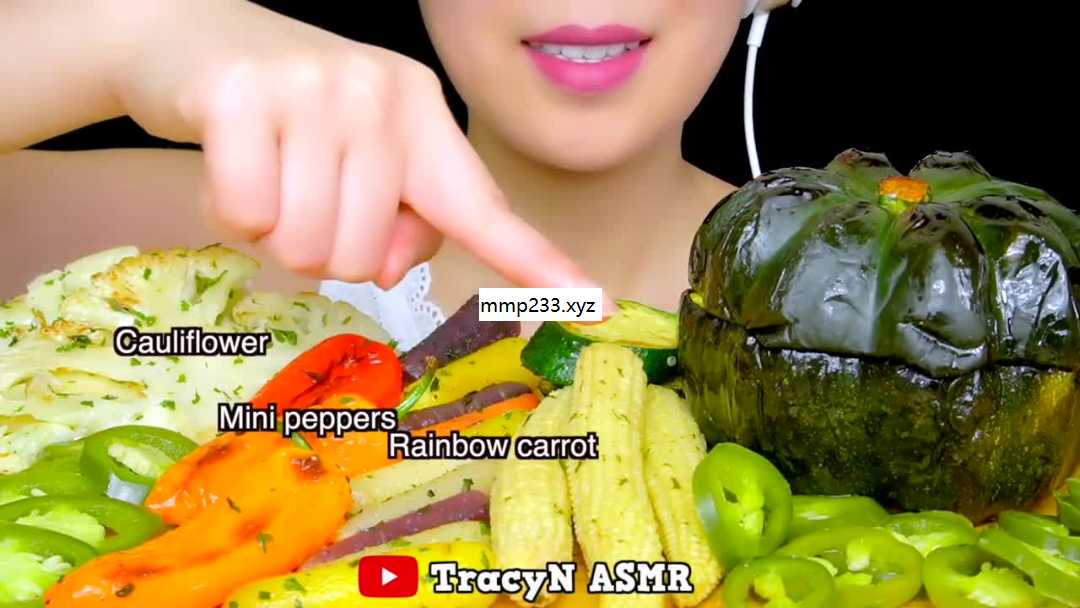 mmp233.xyz
Cauliflower
Mini peppers
Rainbow carrot
TracyN ASMR